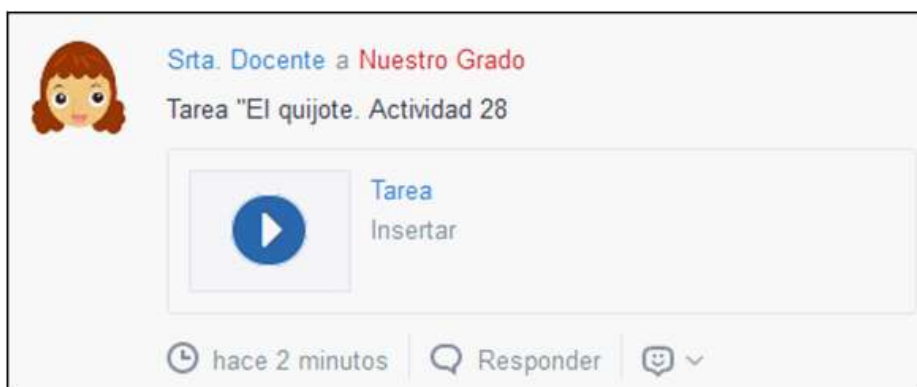 Srta. Docente a Nuestro Grado
Tarea "El quijote. Actividad 28
Tarea
Insertar
hace 2 minutos Responder